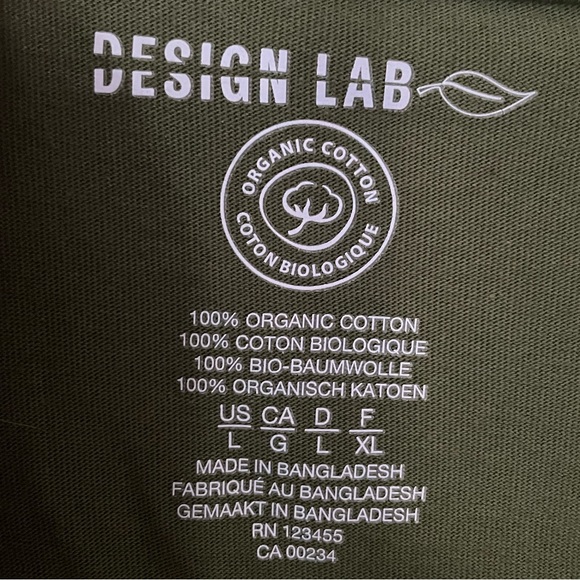 DESIGN LAB
ORGANIC COTTON
COTON BIOLOGIQUE
100% ORGANIC COTTON
100% COTON BIOLOGIQUE
100% BIO-BAUMWOLLE
100% ORGANISCH KATOEN
US CA D F
L G L XL
MADE IN BANGLADESH
FABRIQUÉ AU BANGLADESH
GEMAAKT IN BANGLADESH
RN 123455
CA 00234